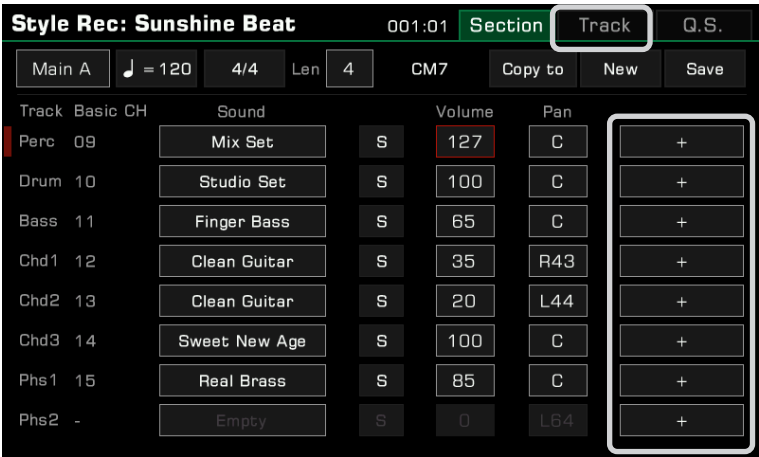 Style Rec: Sunshine Beat 001:01 Section Track Q.S.
Main A = 120 4/4 Len 4 CM7 Copy to New Save
Track Basic CH Sound Volume Pan
Perc 09 Mix Set S 127 C +
Drum 10 Studio Set S 100 C +
Bass 11 Finger Bass S 65 C +
Chd1 12 Clean Guitar S 35 R43 +
Chd2 13 Clean Guitar S 20 L44 +
Chd3 14 Sweet New Age S 100 C +
Phs1 15 Real Brass S 85 C +
Phs2 - Empty S 0 L64 +